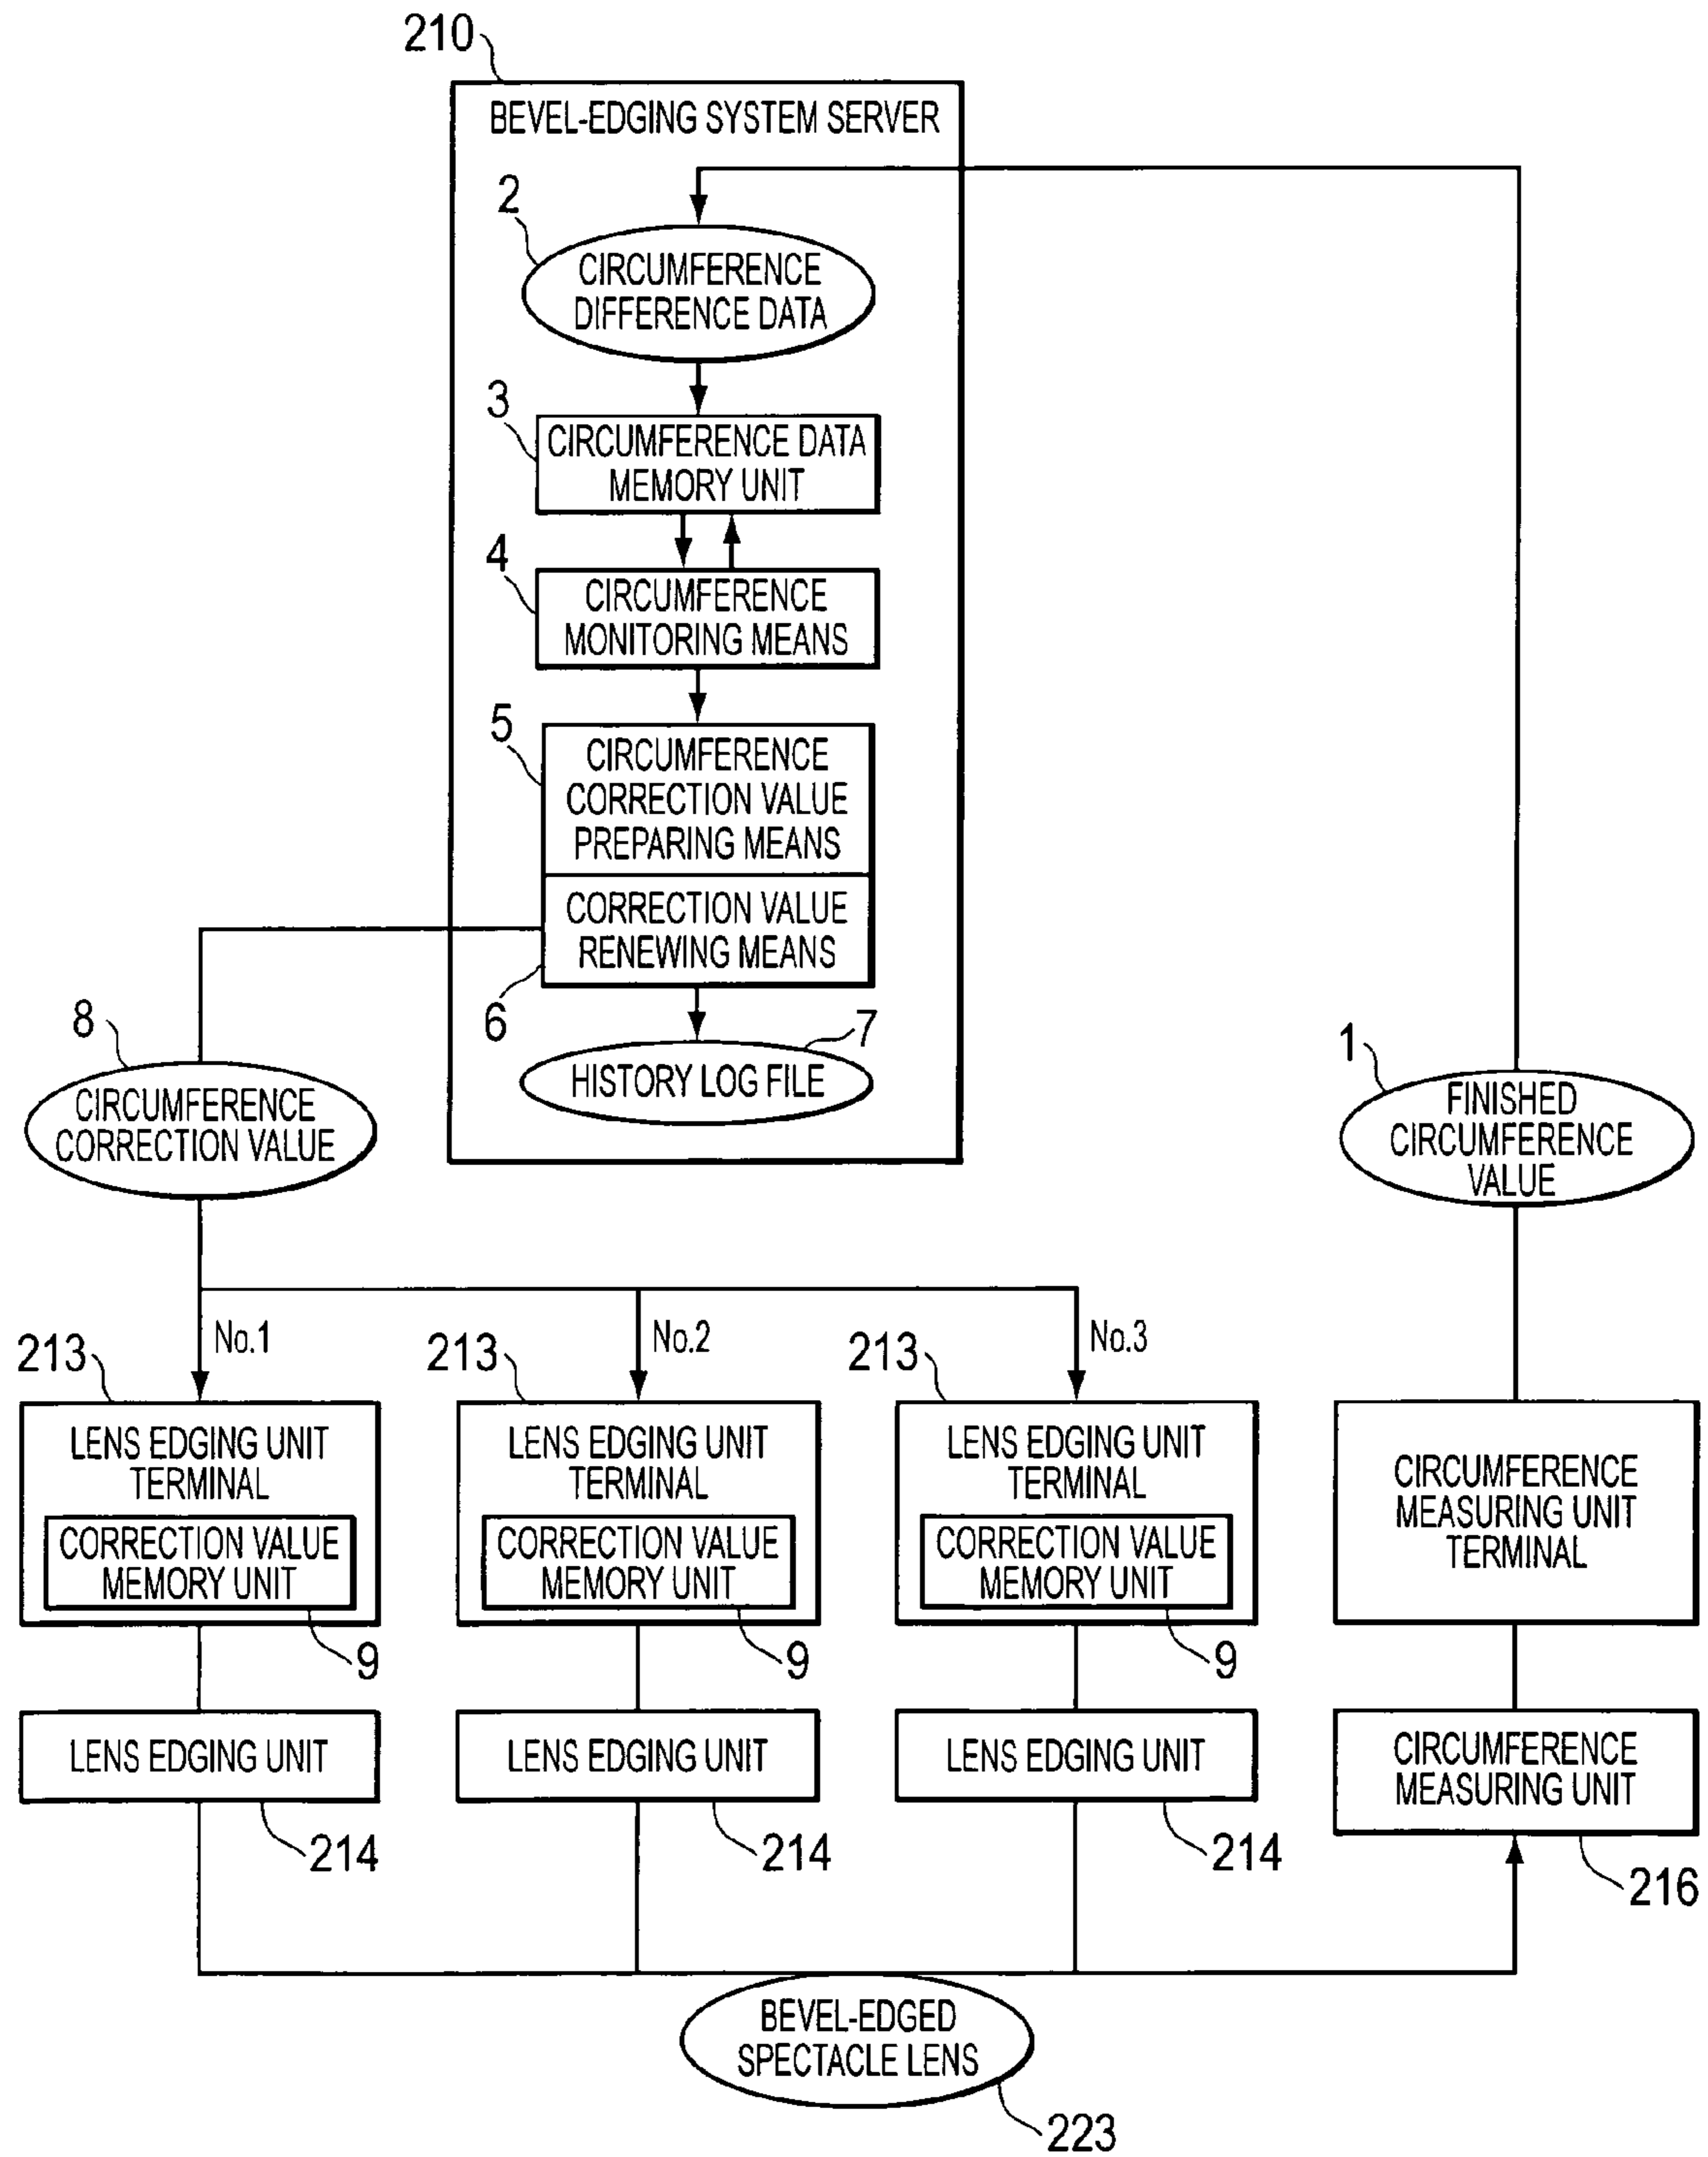 210
BEVEL-EDGING SYSTEM SERVER
2
CIRCUMFERENCE
DIFFERENCE DATA
3
CIRCUMFERENCE DATA
MEMORY UNIT
4
CIRCUMFERENCE
MONITORING MEANS
5
CIRCUMFERENCE
CORRECTION VALUE
PREPARING MEANS
CORRECTION VALUE
RENEWING MEANS
6
7
HISTORY LOG FILE
8
CIRCUMFERENCE
CORRECTION VALUE
1
FINISHED
CIRCUMFERENCE
VALUE
213
No.1
LENS EDGING UNIT
TERMINAL
CORRECTION VALUE
MEMORY UNIT
9
LENS EDGING UNIT
214
213
No.2
LENS EDGING UNIT
TERMINAL
CORRECTION VALUE
MEMORY UNIT
9
LENS EDGING UNIT
214
213
No.3
LENS EDGING UNIT
TERMINAL
CORRECTION VALUE
MEMORY UNIT
9
LENS EDGING UNIT
214
CIRCUMFERENCE
MEASURING UNIT
TERMINAL
CIRCUMFERENCE
MEASURING UNIT
216
BEVEL-EDGED
SPECTACLE LENS
223